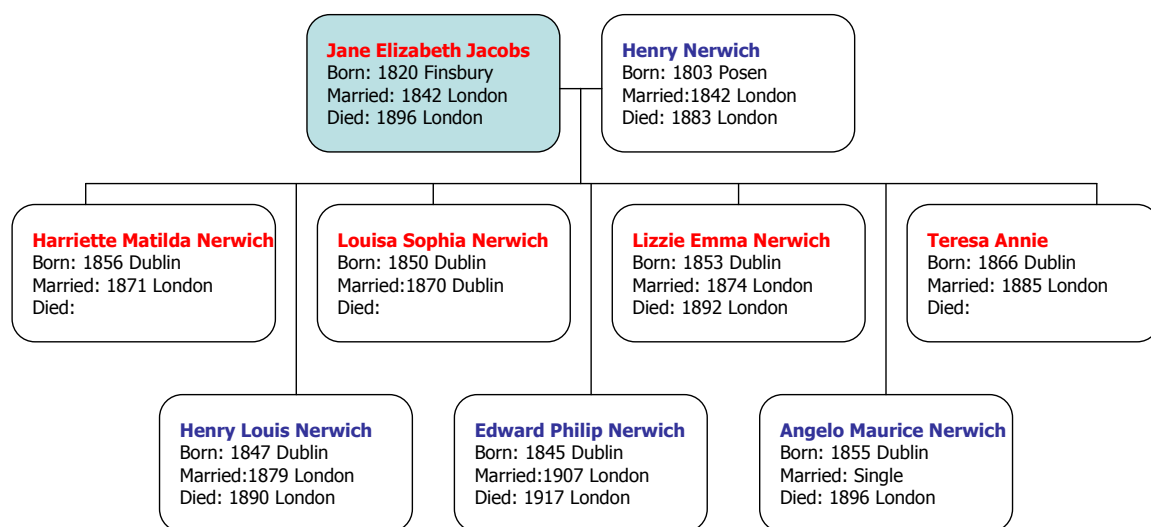 Jane Elizabeth Jacobs
Born: 1820 Finsbury
Married: 1842 London
Died: 1896 London
Henry Nerwich
Born: 1803 Posen
Married:1842 London
Died: 1883 London
Harriette Matilda Nerwich
Born: 1856 Dublin
Married: 1871 London
Died:
Louisa Sophia Nerwich
Born: 1850 Dublin
Married:1870 Dublin
Died:
Lizzie Emma Nerwich
Born: 1853 Dublin
Married: 1874 London
Died: 1892 London
Teresa Annie
Born: 1866 Dublin
Married: 1885 London
Died:
Henry Louis Nerwich
Born: 1847 Dublin
Married:1879 London
Died: 1890 London
Edward Philip Nerwich
Born: 1845 Dublin
Married:1907 London
Died: 1917 London
Angelo Maurice Nerwich
Born: 1855 Dublin
Married: Single
Died: 1896 London